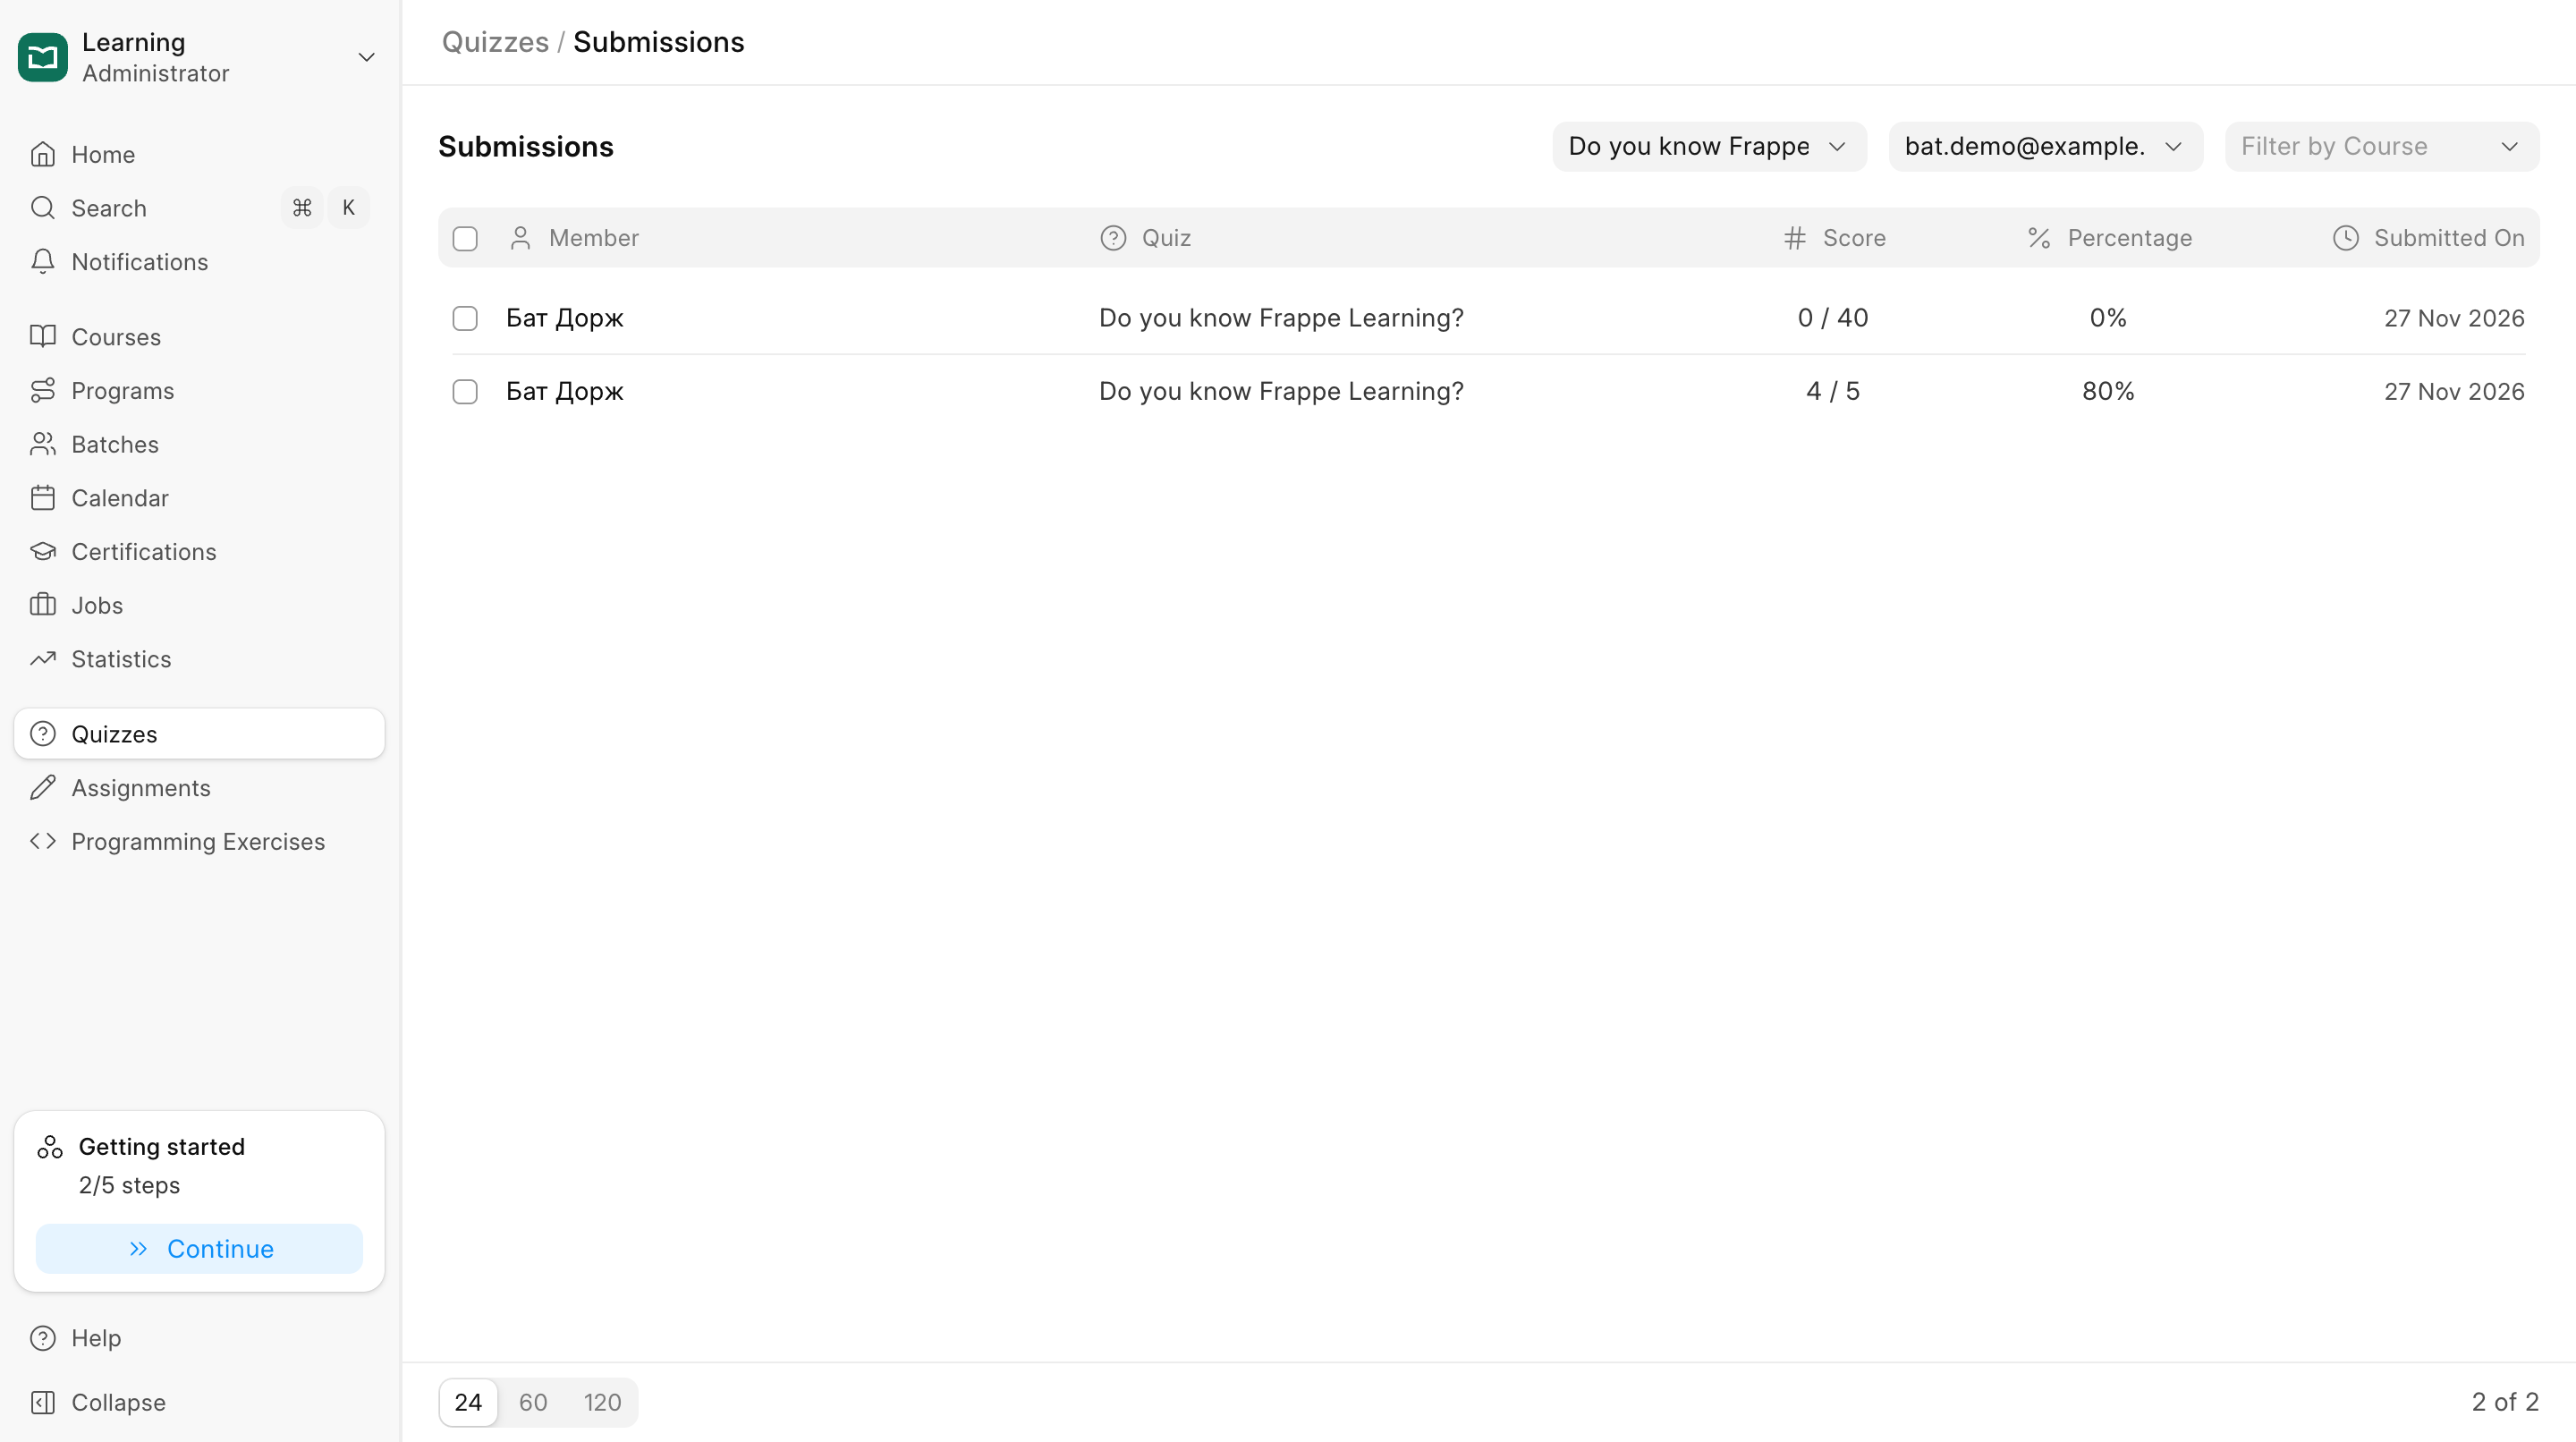 Learning
Administrator
Home
Search ⌘ K
Notifications
Courses
Programs
Batches
Calendar
Certifications
Jobs
Statistics
Quizzes
Assignments
Programming Exercises
Getting started
2/5 steps
Continue
Help
Collapse
Quizzes / Submissions
Submissions
Do you know Frappe
bat.demo@example.
Filter by Course
Member Quiz Score Percentage Submitted On
Бат Дорж Do you know Frappe Learning? 0 / 40 0% 27 Nov 2026
Бат Дорж Do you know Frappe Learning? 4 / 5 80% 27 Nov 2026
24 60 120
2 of 2